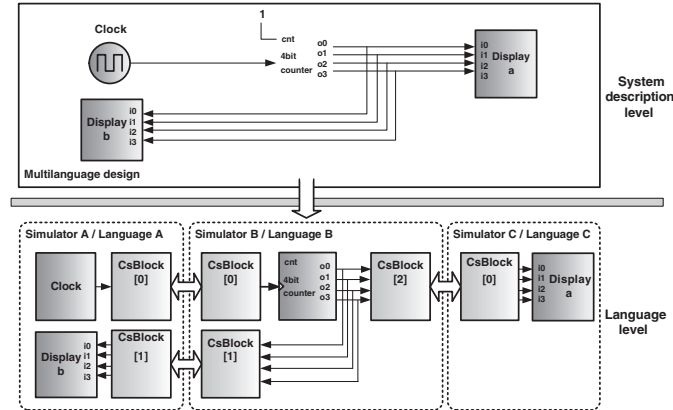 1
Clock
cnt
4bit
counter
o0
o1
o2
o3
i0
i1
i2
i3
Display
a
Display
b
i0
i1
i2
i3
Multilanguage design
System
description
level
Simulator A / Language A
Simulator B / Language B
Simulator C / Language C
Clock
CsBlock
[0]
CsBlock
[0]
cnt
4bit
counter
o0
o1
o2
o3
CsBlock
[2]
CsBlock
[0]
i0
i1
i2
i3
Display
a
Display
b
i0
i1
i2
i3
CsBlock
[1]
CsBlock
[1]
Language
level